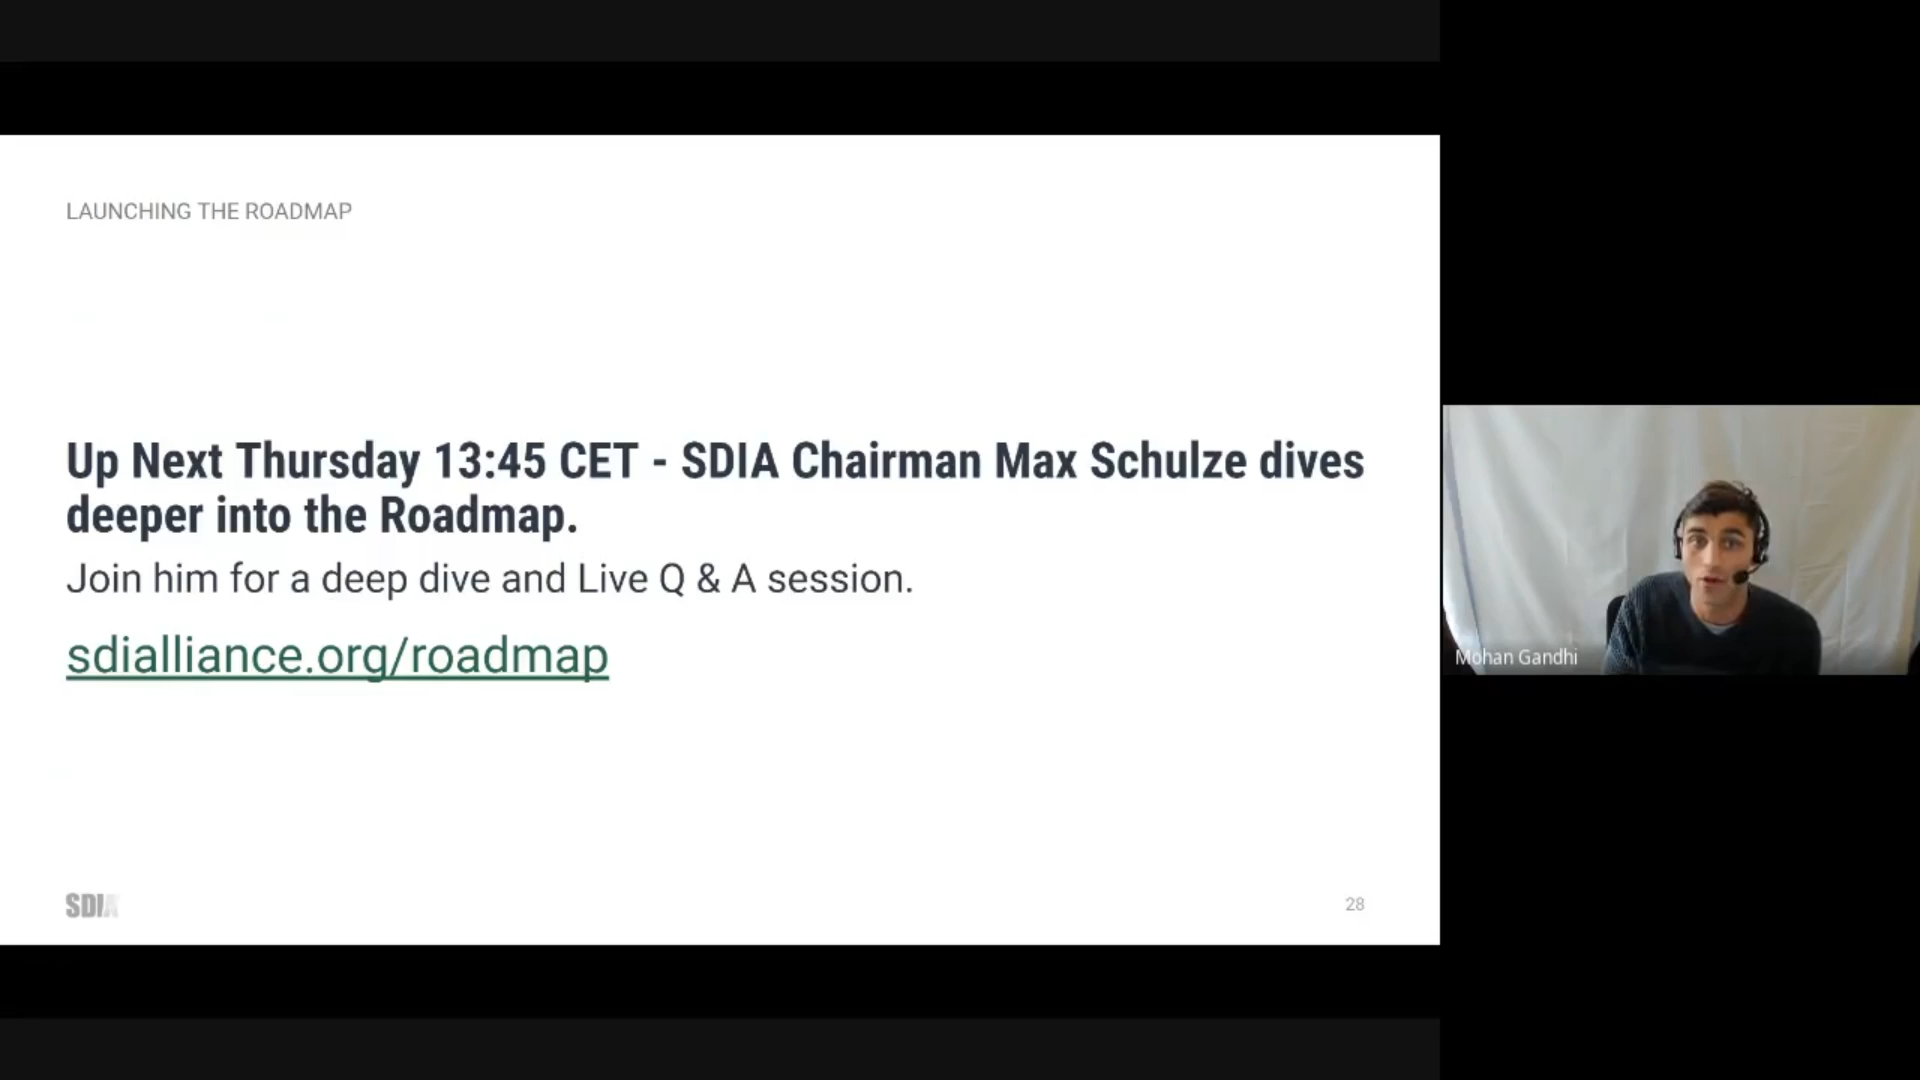 LAUNCHING THE ROADMAP
Up Next Thursday 13:45 CET - SDIA Chairman Max Schulze dives
deeper into the Roadmap.
Join him for a deep dive and Live Q & A session.
sdialliance.org/roadmap
Mohan Gandhi
SDIA
28